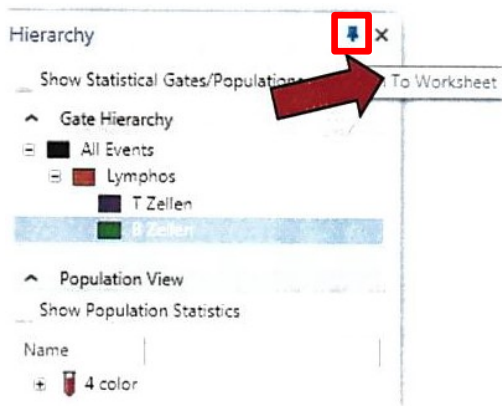 Hierarchy
Show Statistical Gates/Populations
To Worksheet
Gate Hierarchy
All Events
Lymphos
T Zellen
B Zellen
Population View
Show Population Statistics
Name
4 color